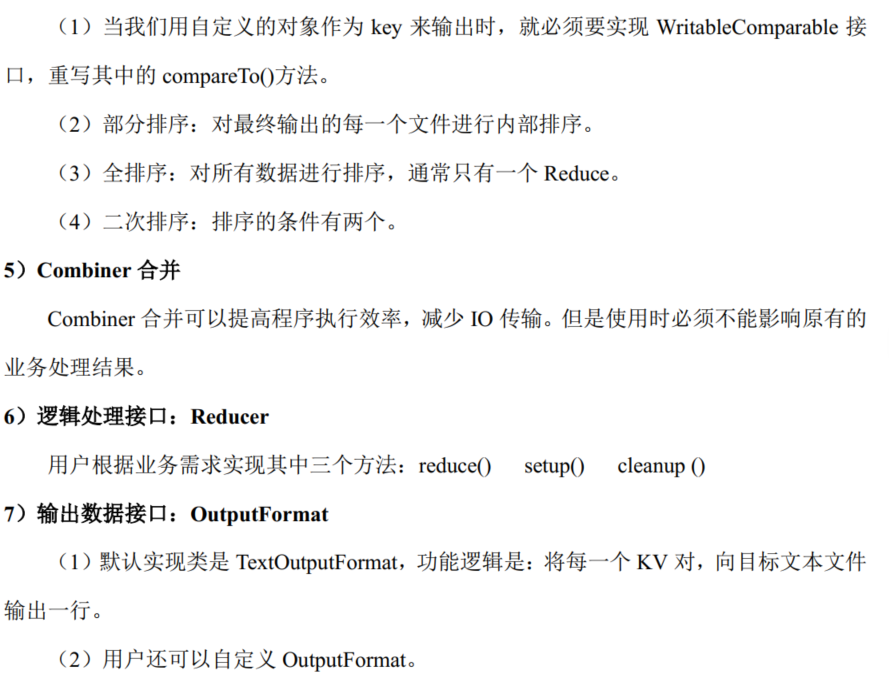 （1）当我们用自定义的对象作为 key 来输出时，就必须要实现 WritableComparable 接
口，重写其中的 compareTo()方法。
（2）部分排序：对最终输出的每一个文件进行内部排序。
（3）全排序：对所有数据进行排序，通常只有一个 Reduce。
（4）二次排序：排序的条件有两个。
5）Combiner 合并
Combiner 合并可以提高程序执行效率，减少 IO 传输。但是使用时必须不能影响原有的
业务处理结果。
6）逻辑处理接口：Reducer
用户根据业务需求实现其中三个方法：reduce() setup() cleanup ()
7）输出数据接口：OutputFormat
（1）默认实现类是 TextOutputFormat，功能逻辑是：将每一个 KV 对，向目标文本文件
输出一行。
（2）用户还可以自定义 OutputFormat。